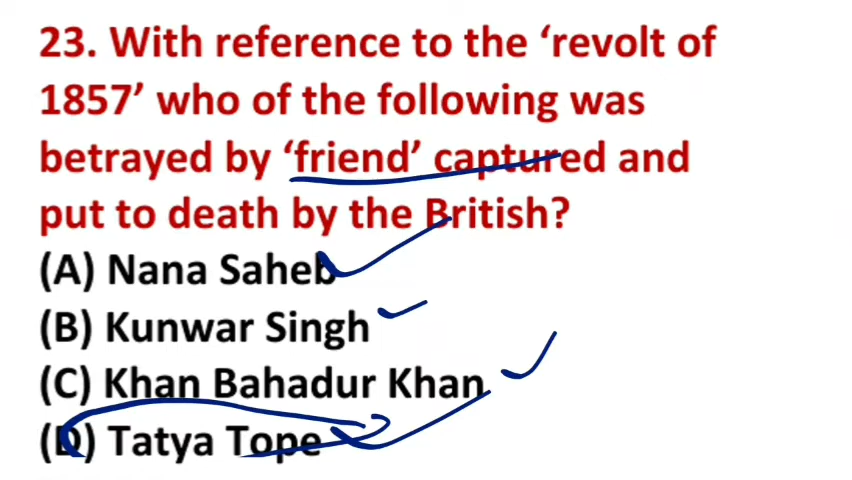 23. With reference to the ‘revolt of
1857’ who of the following was
betrayed by ‘friend’ captured and
put to death by the British?
(A) Nana Saheb
(B) Kunwar Singh
(C) Khan Bahadur Khan
(D) Tatya Tope